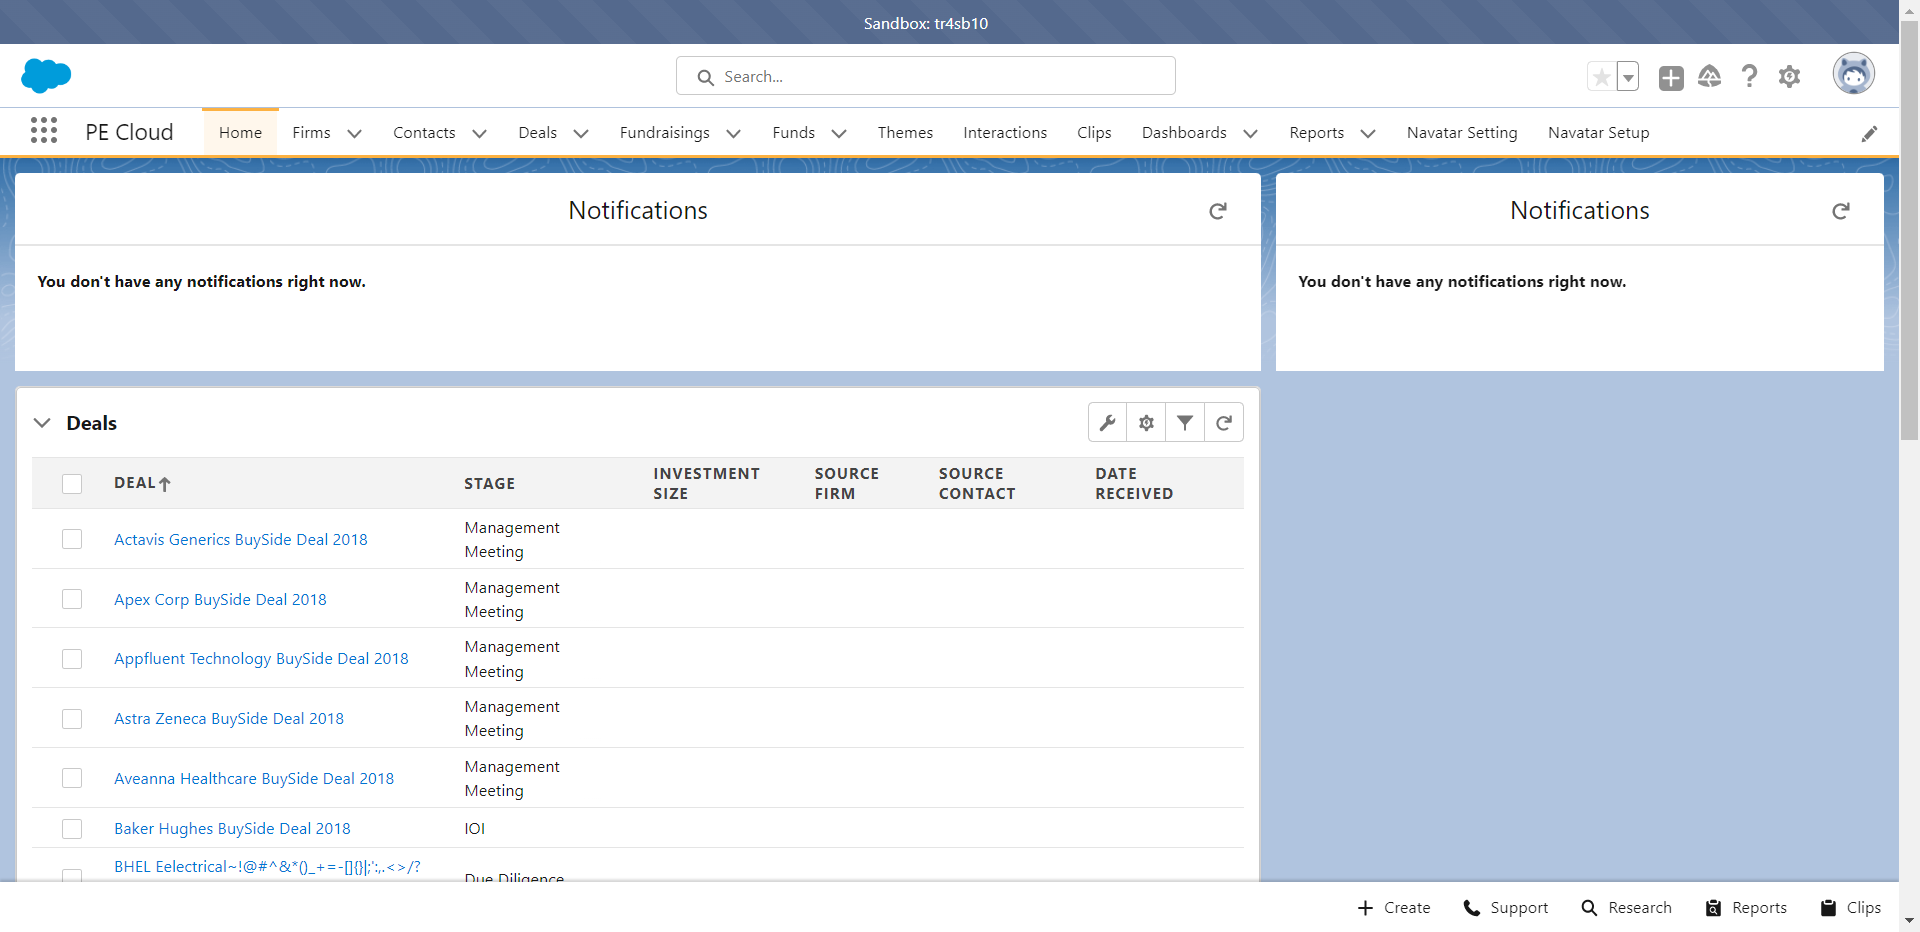 Sandbox: tr4sb10
Search...
PE Cloud
Home
Firms
Contacts
Deals
Fundraisings
Funds
Themes
Interactions
Clips
Dashboards
Reports
Navatar Setting
Navatar Setup
Notifications
You don't have any notifications right now.
Notifications
You don't have any notifications right now.
Deals
DEAL
STAGE
INVESTMENT
SIZE
SOURCE
FIRM
SOURCE
CONTACT
DATE
RECEIVED
Actavis Generics BuySide Deal 2018
Management
Meeting
Apex Corp BuySide Deal 2018
Management
Meeting
Appfluent Technology BuySide Deal 2018
Management
Meeting
Astra Zeneca BuySide Deal 2018
Management
Meeting
Aveanna Healthcare BuySide Deal 2018
Management
Meeting
Baker Hughes BuySide Deal 2018
IOI
BHEL Eelectrical~!@#^&*()_+=-[]{}|;':,.<>/?
Due Diligence
Create
Support
Research
Reports
Clips